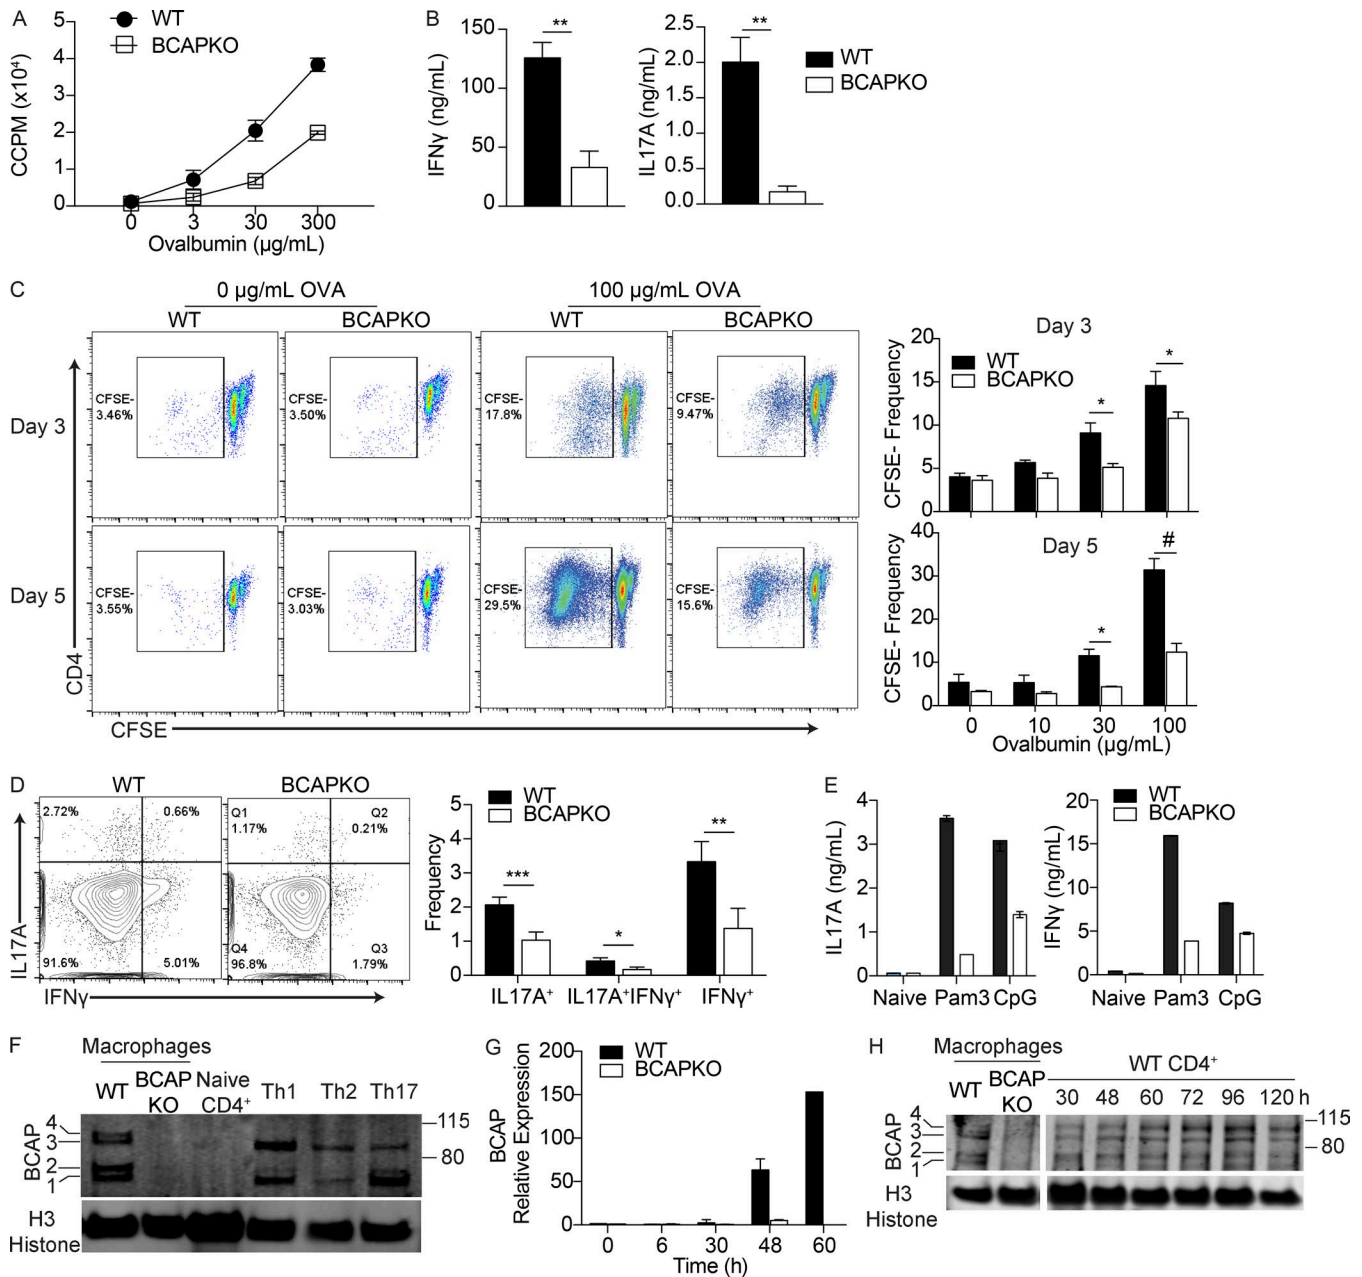 A
5
4
3
2
1
0
CCPM (x10⁴)
WT
BCAPKO
0 3 30 300
Ovalbumin (µg/mL)
B
150
100
50
0
IFNγ (ng/mL)
**
2.5
2.0
1.5
1.0
0.5
0.0
IL17A (ng/mL)
**
WT
BCAPKO
C
0 µg/mL OVA
100 µg/mL OVA
WT BCAPKO WT BCAPKO
Day 3
CFSE-
3.46%
CFSE-
3.50%
CFSE-
17.8%
CFSE-
9.47%
Day 5
CFSE-
3.55%
CFSE-
3.03%
CFSE-
29.5%
CFSE-
15.6%
CD4
CFSE
Day 3
20
15
10
5
0
CFSE- Frequency
WT
BCAPKO
*
*
Day 5
40
30
20
10
0
CFSE- Frequency
*
#
0 10 30 100
Ovalbumin (µg/mL)
D
WT
BCAPKO
2.72% 0.66%
91.6% 5.01%
Q1
1.17%
Q2
0.21%
Q4
96.8%
Q3
1.79%
IL17A
IFNγ
5
4
3
2
1
0
Frequency
WT
BCAPKO
***
*
**
IL17A⁺ IL17A⁺IFNγ⁺ IFNγ⁺
E
4
3
2
1
0
IL17A (ng/mL)
Naive Pam3 CpG
20
15
10
5
0
IFNγ (ng/mL)
WT
BCAPKO
Naive Pam3 CpG
F
Macrophages
WT
BCAP
KO
Naive
CD4⁺
Th1 Th2 Th17
BCAP
4
3
2
1
115
80
H3
Histone
G
200
150
100
50
0
BCAP
Relative Expression
WT
BCAPKO
0 6 30 48 60
Time (h)
H
Macrophages
WT
BCAP
KO
WT CD4⁺
30 48 60 72 96 120 h
BCAP
4
3
2
1
115
80
H3
Histone